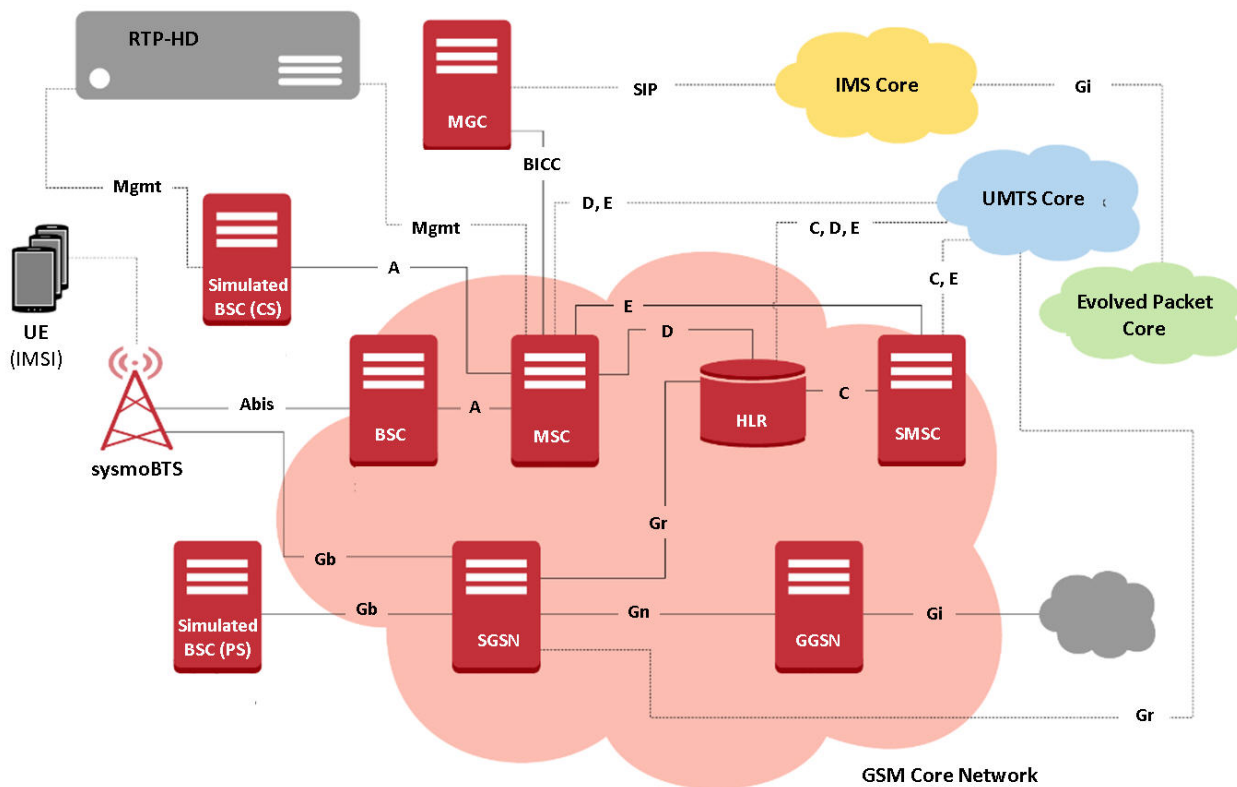 RTP-HD
MGC
SIP
IMS Core
Gi
BICC
Mgmt
D, E
UMTS Core
C, D, E
Mgmt
Simulated
BSC (CS)
A
C, E
Evolved Packet
Core
UE
(IMSI)
E
D
Abis
BSC
A
MSC
HLR
C
SMSC
sysmoBTS
Gr
Gb
Simulated
BSC (PS)
Gb
SGSN
Gn
GGSN
Gi
Gr
GSM Core Network